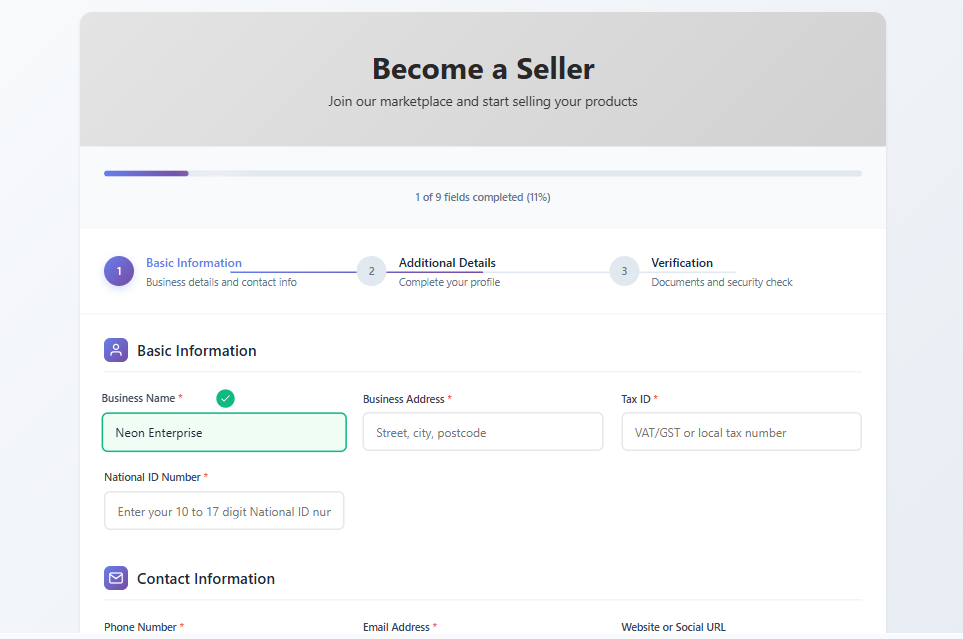 Become a Seller
Join our marketplace and start selling your products
1 of 9 fields completed (11%)
1
Basic Information
Business details and contact info
2
Additional Details
Complete your profile
3
Verification
Documents and security check
Basic Information
Business Name *
Business Address *
Tax ID *
Neon Enterprise
Street, city, postcode
VAT/GST or local tax number
National ID Number *
Enter your 10 to 17 digit National ID nur
Contact Information
Phone Number *
Email Address *
Website or Social URL